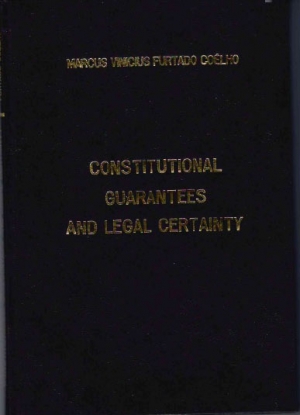 MARCUS VINICIUS FURTADO COÊLHO
CONSTITUTIONAL
GUARANTEES
AND LEGAL CERTAINTY